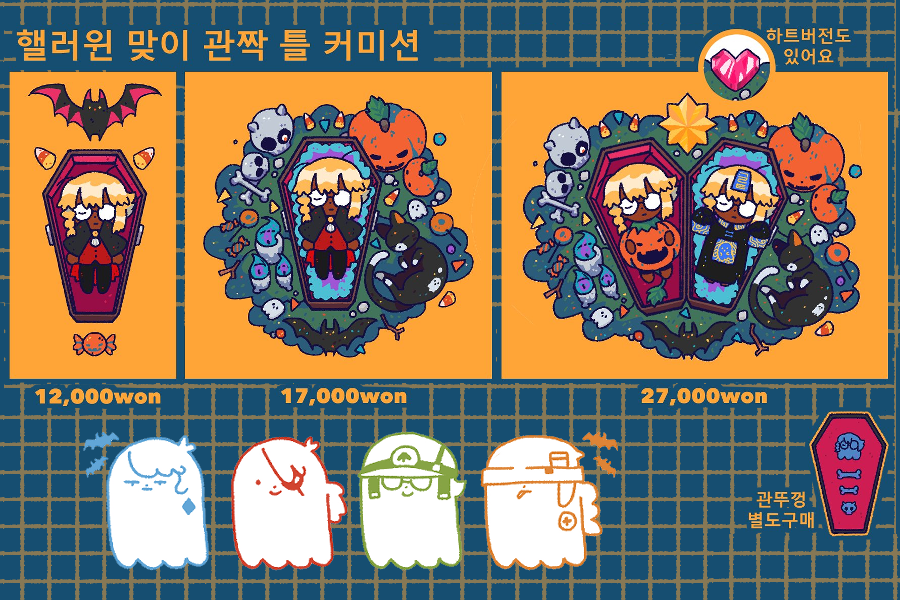 핼러윈 맞이 관짝 틀 커미션
하트버전도
있어요
12,000won
17,000won
27,000won
관뚜껑
별도구매